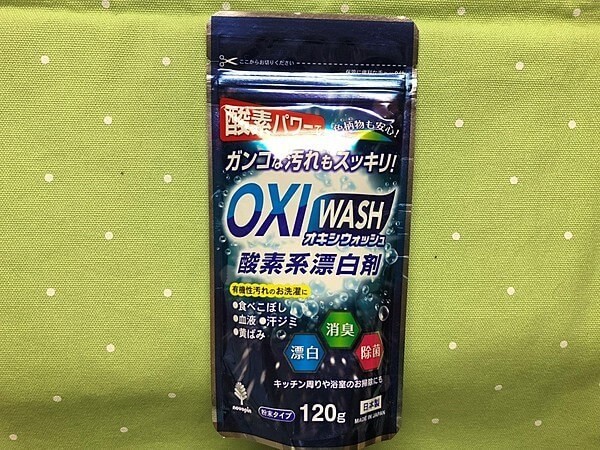 ここからお切りください
酸素パワーで
色柄物も安心!
ガンコな汚れもスッキリ!
OXI WASH
オキシウォッシュ
酸素系漂白剤
有機性汚れのお洗濯に
●食べこぼし
●血液 ●汗ジミ
●黄ばみ
消臭
漂白
除菌
キッチン周りや浴室のお掃除にも
novopin
粉末タイプ
120g
日本製
MADE IN JAPAN